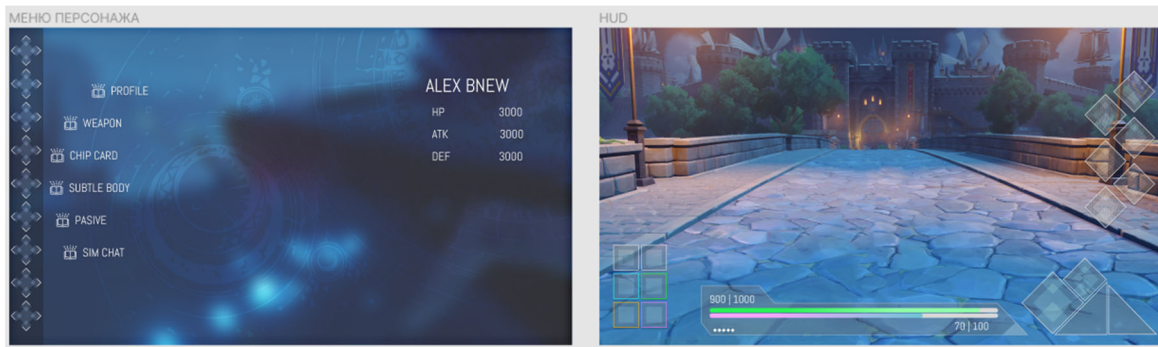 МЕНЮ ПЕРСОНАЖА
PROFILE
WEAPON
CHIP CARD
SUBTLE BODY
PASIVE
SIM CHAT
ALEX BNEW
HP 3000
ATK 3000
DEF 3000
HUD
900 | 1000
70 | 100